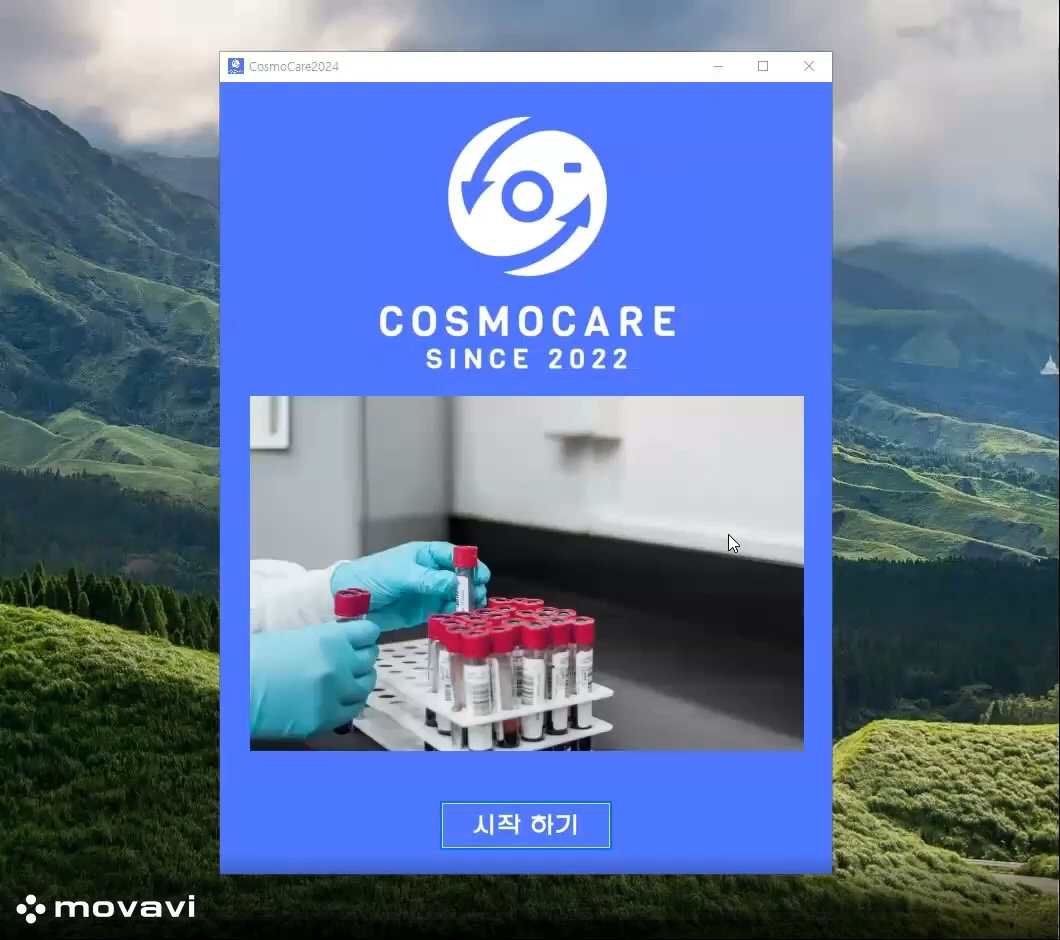 CosmoCare2024
COSMOCARE
SINCE 2022
시작 하기
movavi